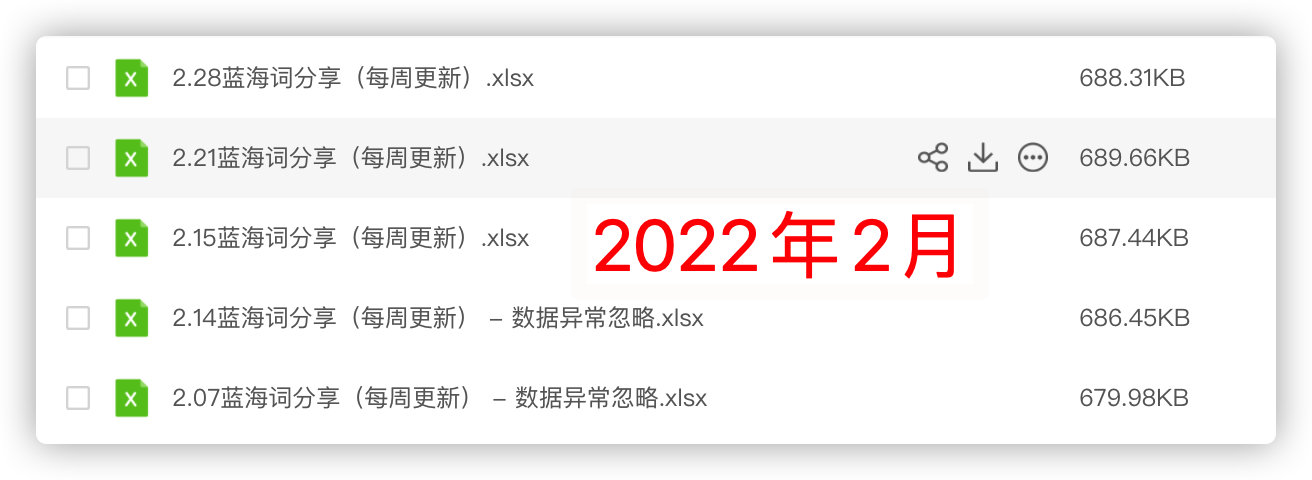 X 2.28蓝海词分享（每周更新）.xlsx 688.31KB
X 2.21蓝海词分享（每周更新）.xlsx 689.66KB
X 2.15蓝海词分享（每周更新）.xlsx 687.44KB
2022年2月
X 2.14蓝海词分享（每周更新） – 数据异常忽略.xlsx 686.45KB
X 2.07蓝海词分享（每周更新） – 数据异常忽略.xlsx 679.98KB